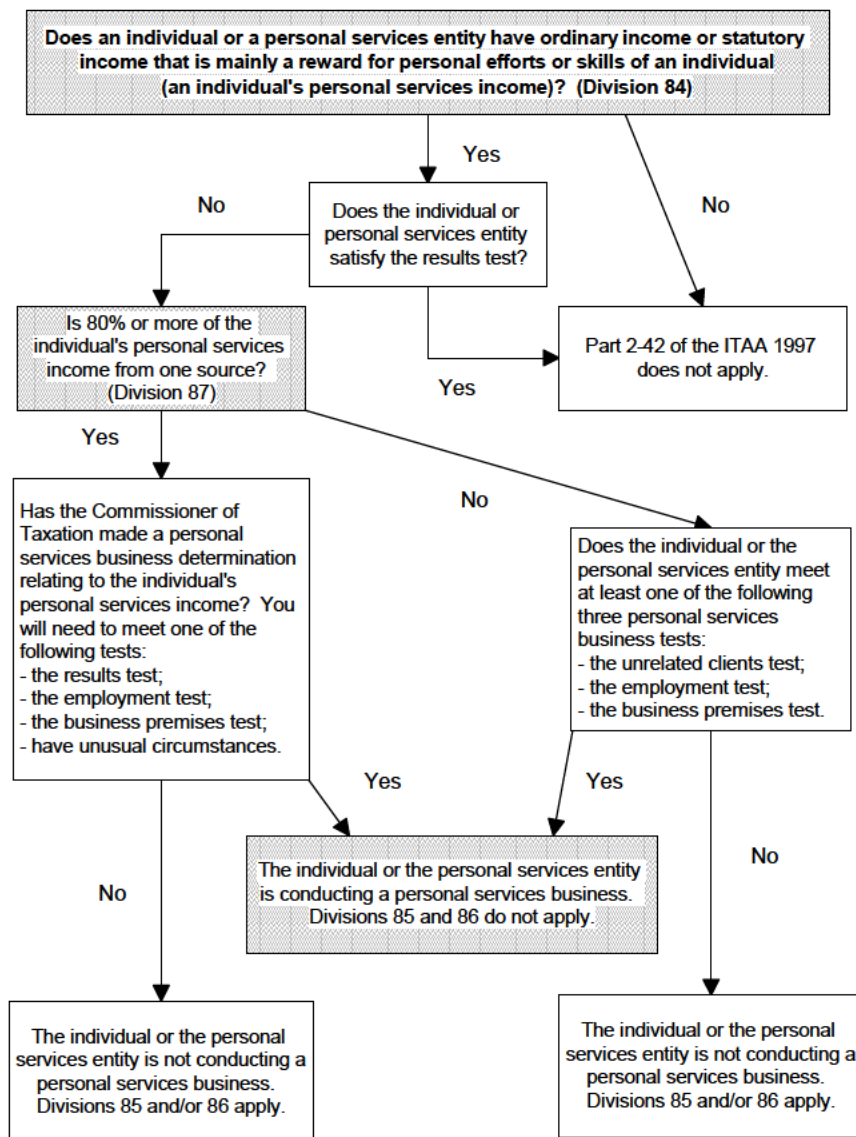 Does an individual or a personal services entity have ordinary income or statutory
income that is mainly a reward for personal efforts or skills of an individual
(an individual's personal services income)? (Division 84)
Yes
No
No
Does the individual or
personal services entity
satisfy the results test?
Is 80% or more of the
individual's personal services
income from one source?
(Division 87)
Yes
Part 2-42 of the ITAA 1997
does not apply.
Yes
No
Has the Commissioner of
Taxation made a personal
services business determination
relating to the individual's
personal services income? You
will need to meet one of the
following tests:
- the results test;
- the employment test;
- the business premises test;
- have unusual circumstances.
Does the individual or the
personal services entity meet
at least one of the following
three personal services
business tests:
- the unrelated clients test;
- the employment test;
- the business premises test.
Yes
Yes
No
The individual or the personal services entity
is conducting a personal services business.
Divisions 85 and 86 do not apply.
No
The individual or the personal
services entity is not conducting a
personal services business.
Divisions 85 and/or 86 apply.
The individual or the personal
services entity is not conducting a
personal services business.
Divisions 85 and/or 86 apply.